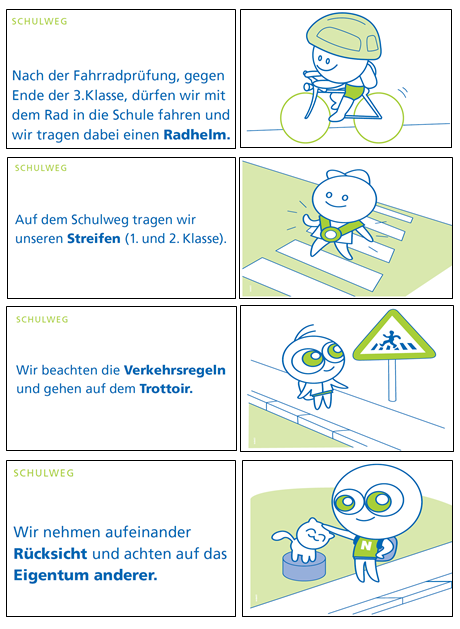 SCHULWEG
Nach der Fahrradprüfung, gegen
Ende der 3.Klasse, dürfen wir mit
dem Rad in die Schule fahren und
wir tragen dabei einen Radhelm.
SCHULWEG
Auf dem Schulweg tragen wir
unseren Streifen (1. und 2. Klasse).
SCHULWEG
Wir beachten die Verkehrsregeln
und gehen auf dem Trottoir.
SCHULWEG
Wir nehmen aufeinander
Rücksicht und achten auf das
Eigentum anderer.
N